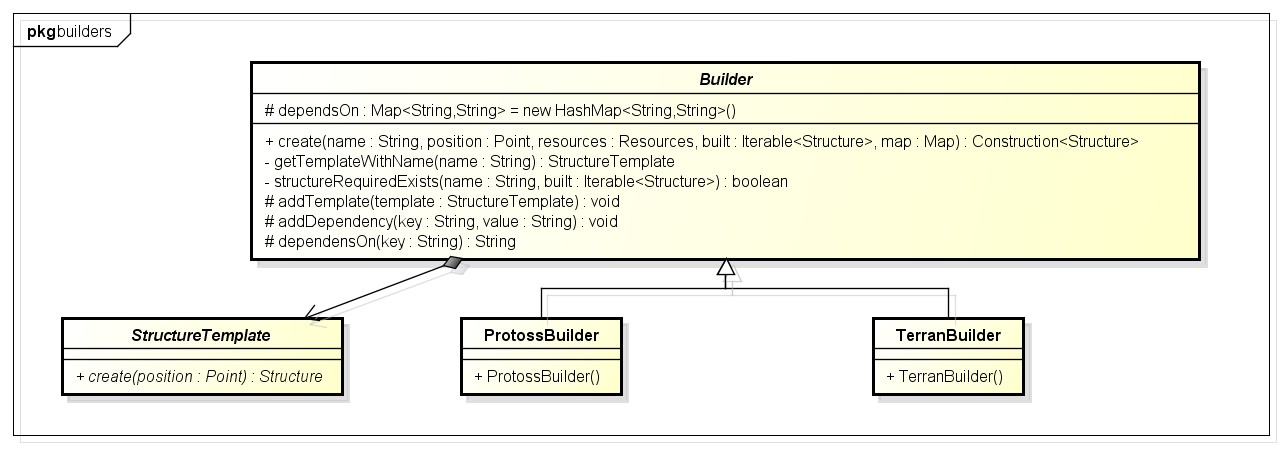 pkg builders
Builder
# dependsOn : Map<String,String> = new HashMap<String,String>()
+ create(name : String, position : Point, resources : Resources, built : Iterable<Structure>, map : Map) : Construction<Structure>
- getTemplateWithName(name : String) : StructureTemplate
- structureRequiredExists(name : String, built : Iterable<Structure>) : boolean
# addTemplate(template : StructureTemplate) : void
# addDependency(key : String, value : String) : void
# dependensOn(key : String) : String
StructureTemplate
+ create(position : Point) : Structure
ProtossBuilder
+ ProtossBuilder()
TerranBuilder
+ TerranBuilder()